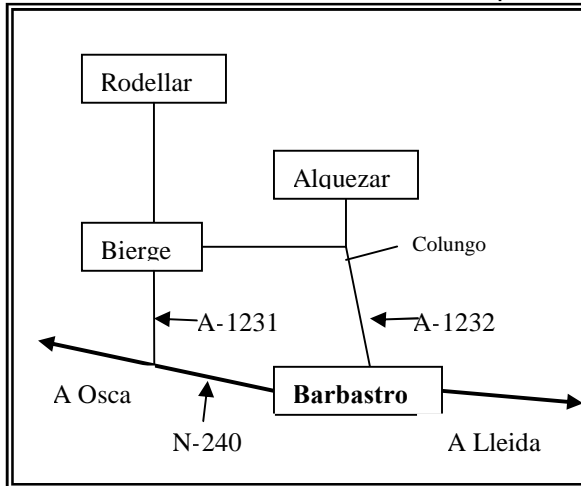 Rodellar
Alquezar
Bierge
Colungo
A-1231
A-1232
A Osca
Barbastro
N-240
A Lleida